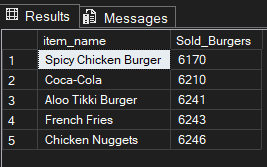 Results Messages
item_name Sold_Burgers
1 Spicy Chicken Burger 6170
2 Coca-Cola 6210
3 Aloo Tikki Burger 6241
4 French Fries 6243
5 Chicken Nuggets 6246